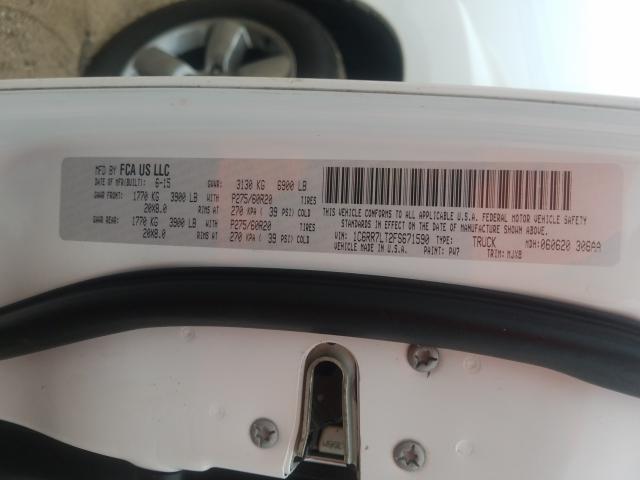 MFD BY FCA US LLC
DATE OF MFR(BUILT): 6-15 GVWR: 3130 KG 6900 LB
GAWR FRONT: 1770 KG 3900 LB WITH P275/60R20 TIRES
20X8.0 RIMS AT 270 KPA ( 39 PSI) COLD
GAWR REAR: 1770 KG 3900 LB WITH P275/60R20 TIRES
20X8.0 RIMS AT 270 KPA ( 39 PSI) COLD
THIS VEHICLE CONFORMS TO ALL APPLICABLE U.S.A. FEDERAL MOTOR VEHICLE SAFETY
STANDARDS IN EFFECT ON THE DATE OF MANUFACTURE SHOWN ABOVE.
VIN: 1C6RR7LT2FS671590 TYPE: TRUCK MDH: 060620 306AA
VEHICLE MADE IN U.S.A. PAINT: PW7 TRIM: MJX8